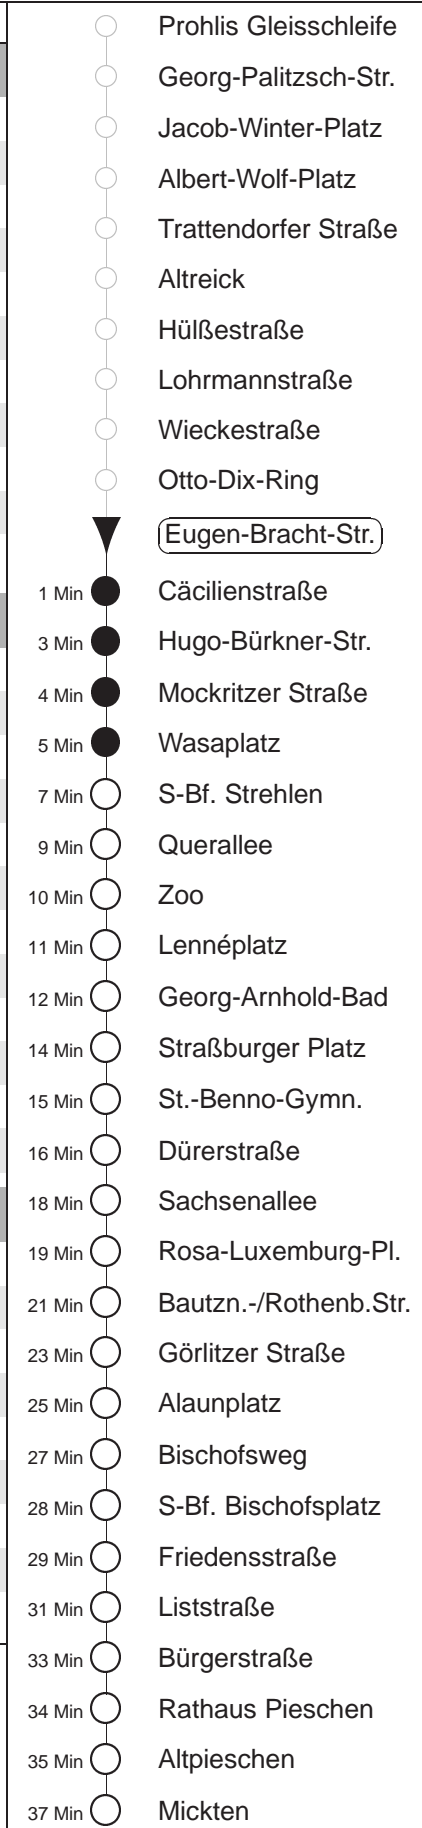 Prohlis Gleisschleife
Georg-Palitzsch-Str.
Jacob-Winter-Platz
Albert-Wolf-Platz
Trattendorfer Straße
Altreick
Hülßestraße
Lohrmannstraße
Wieckestraße
Otto-Dix-Ring
Eugen-Bracht-Str.
1 Min Cäcilienstraße
3 Min Hugo-Bürkner-Str.
4 Min Mockritzer Straße
5 Min Wasaplatz
7 Min S-Bf. Strehlen
9 Min Querallee
10 Min Zoo
11 Min Lennéplatz
12 Min Georg-Arnhold-Bad
14 Min Straßburger Platz
15 Min St.-Benno-Gymn.
16 Min Dürerstraße
18 Min Sachsenallee
19 Min Rosa-Luxemburg-Pl.
21 Min Bautzn.-/Rothenb.Str.
23 Min Görlitzer Straße
25 Min Alaunplatz
27 Min Bischofsweg
28 Min S-Bf. Bischofsplatz
29 Min Friedensstraße
31 Min Liststraße
33 Min Bürgerstraße
34 Min Rathaus Pieschen
35 Min Altpieschen
37 Min Mickten